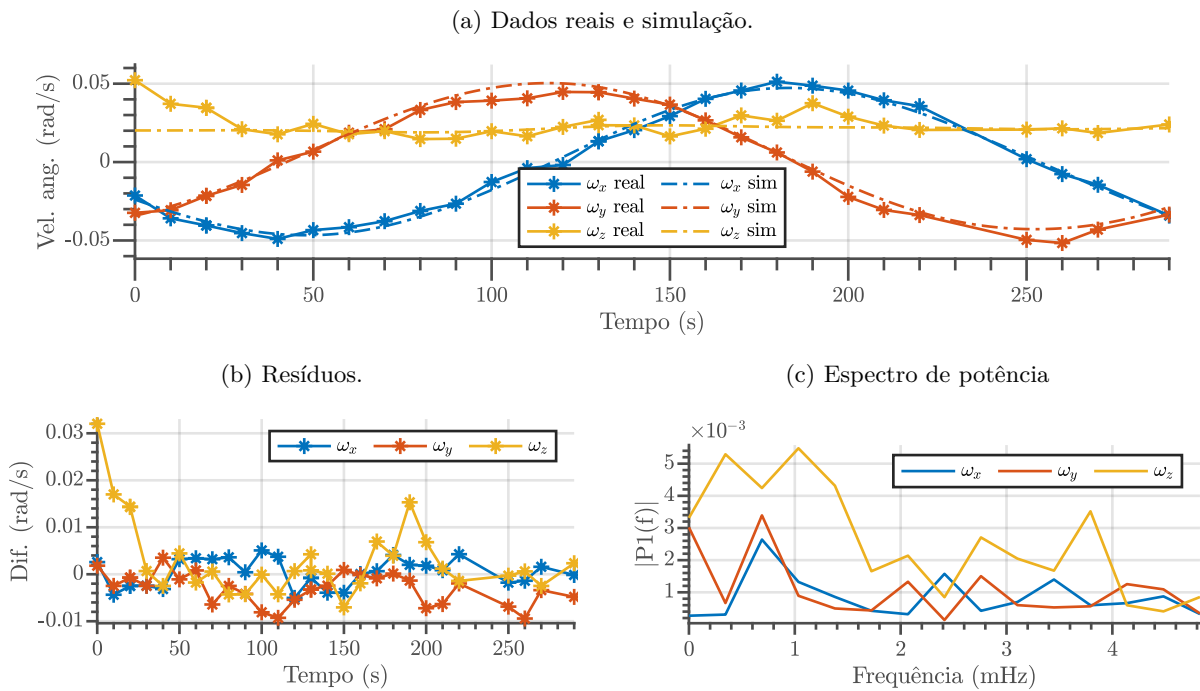 (a) Dados reais e simulação.
Vel. ang. (rad/s)
0.05
0
-0.05
ωx real ωx sim
ωy real ωy sim
ωz real ωz sim
0 50 100 150 200 250
Tempo (s)
(b) Resíduos.
Dif. (rad/s)
0.03
0.02
0.01
0
-0.01
ωx ωy ωz
0 50 100 150 200 250
Tempo (s)
(c) Espectro de potência
×10⁻³
|P1(f)|
5
4
3
2
1
ωx ωy ωz
0 1 2 3 4
Frequência (mHz)